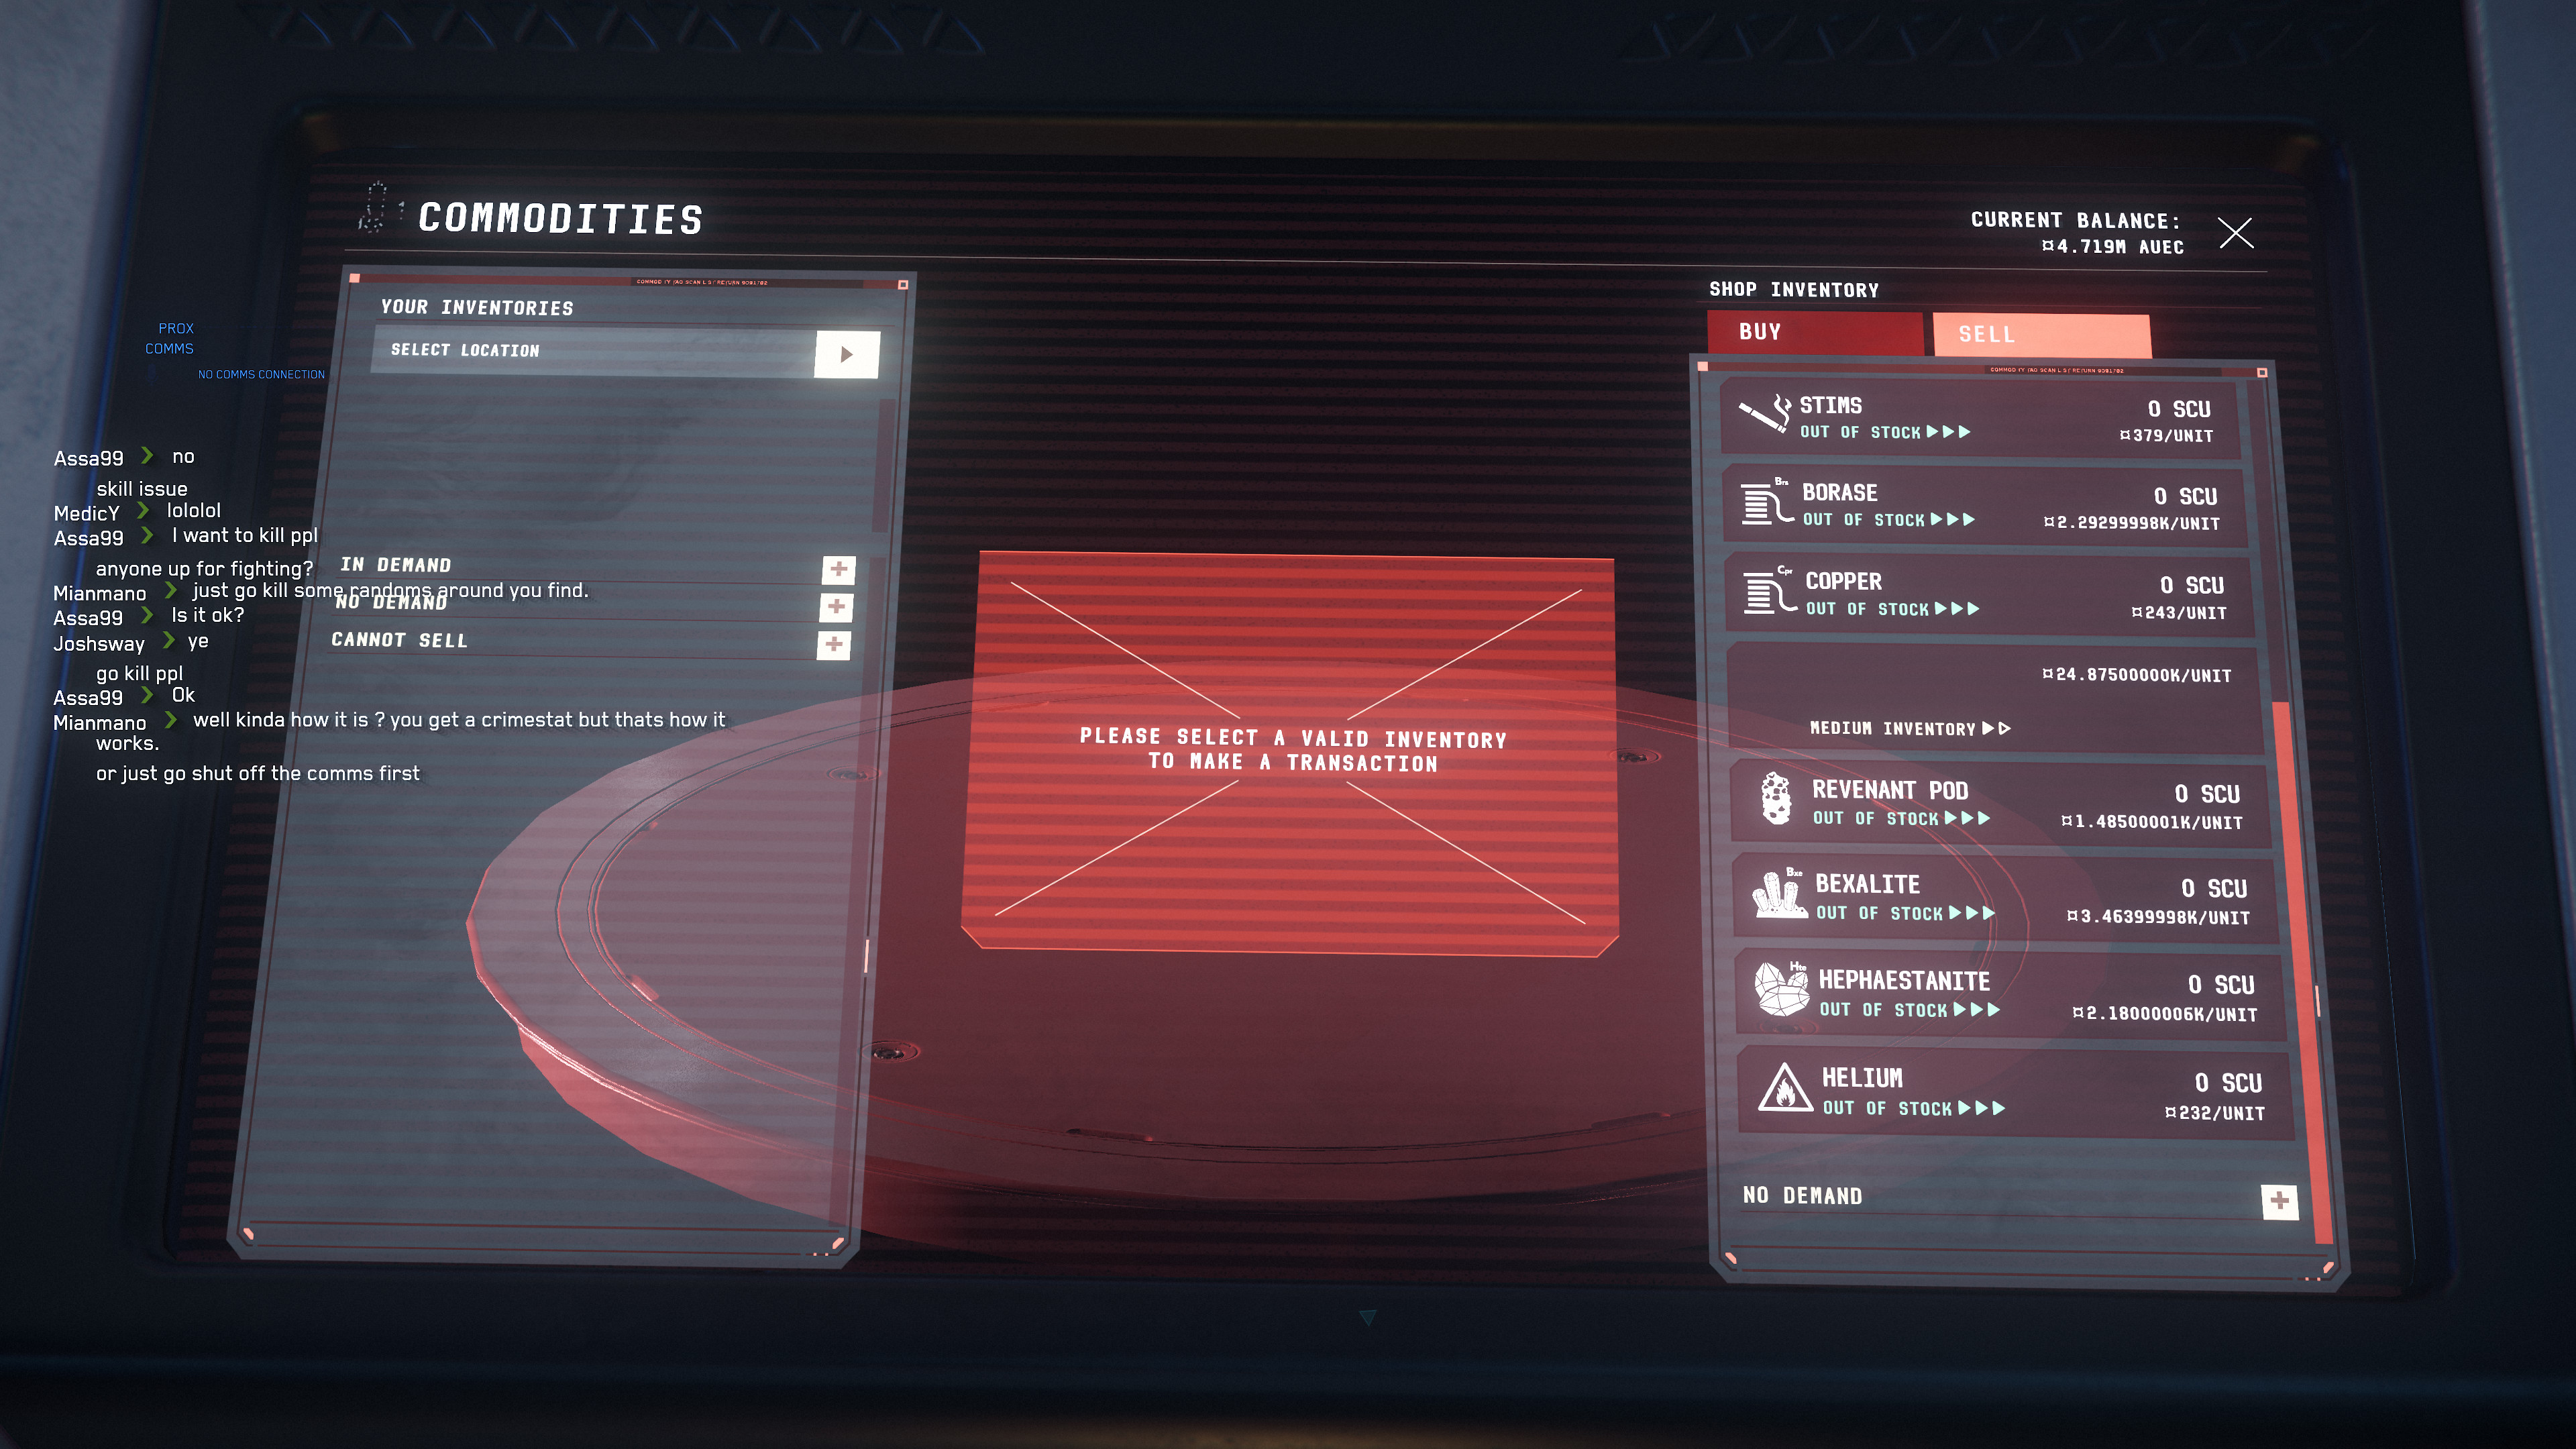 COMMODITIES
CURRENT BALANCE:
¤4.719M AUEC
YOUR INVENTORIES
SELECT LOCATION
IN DEMAND
NO DEMAND
CANNOT SELL
PROX
COMMS
NO COMMS CONNECTION
Assa99 > no
skill issue
MedicY > lololol
Assa99 > I want to kill ppl
anyone up for fighting?
Mianmano > just go kill some randoms around you find.
Assa99 > Is it ok?
Joshsway > ye
go kill ppl
Assa99 > Ok
Mianmano > well kinda how it is ? you get a crimestat but thats how it
works.
or just go shut off the comms first
PLEASE SELECT A VALID INVENTORY
TO MAKE A TRANSACTION
SHOP INVENTORY
BUY
SELL
STIMS 0 SCU
OUT OF STOCK ¤379/UNIT
Brs
BORASE 0 SCU
OUT OF STOCK ¤2.29299998K/UNIT
Cpr
COPPER 0 SCU
OUT OF STOCK ¤243/UNIT
¤24.87500000K/UNIT
MEDIUM INVENTORY
REVENANT POD 0 SCU
OUT OF STOCK ¤1.48500001K/UNIT
Bxe
BEXALITE 0 SCU
OUT OF STOCK ¤3.46399998K/UNIT
Hte
HEPHAESTANITE 0 SCU
OUT OF STOCK ¤2.18000006K/UNIT
HELIUM 0 SCU
OUT OF STOCK ¤232/UNIT
NO DEMAND